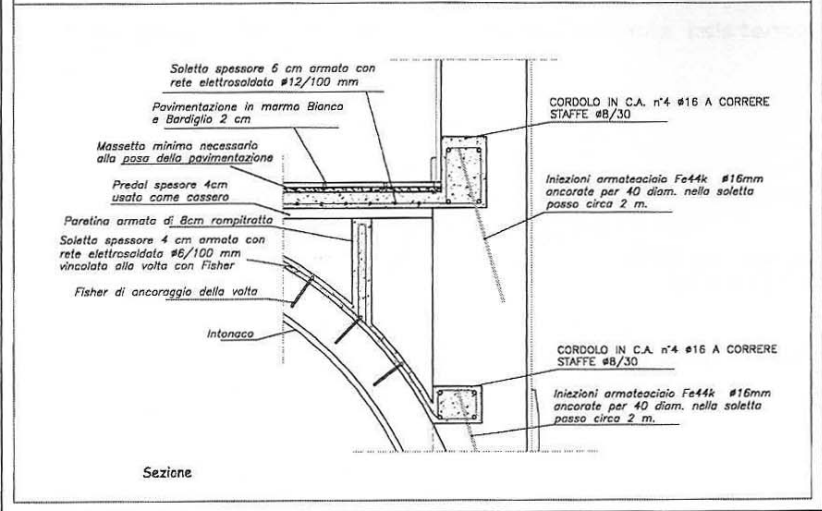 Soletta spessore 6 cm armata con
rete elettrosaldata ø12/100 mm
Pavimentazione in marmo Bianco
e Bardiglio 2 cm
Massetto minimo necessario
alla posa della pavimentazione
Predal spesore 4cm
usato come cassero
Paretina armata di 8cm rompitratta
Soletta spessore 4 cm armata con
rete elettrosaldata ø6/100 mm
vincolata alla volta con Fisher
Fisher di ancoraggio della volta
Intonaco
CORDOLO IN C.A. n°4 ø16 A CORRERE
STAFFE ø8/30
Iniezioni armateaciaio Fe44k ø16mm
ancorate per 40 diam. nella soletta
passo circa 2 m.
CORDOLO IN C.A. n°4 ø16 A CORRERE
STAFFE ø8/30
Iniezioni armateaciaio Fe44k ø16mm
ancorate per 40 diam. nella soletta
passo circa 2 m.
Sezione